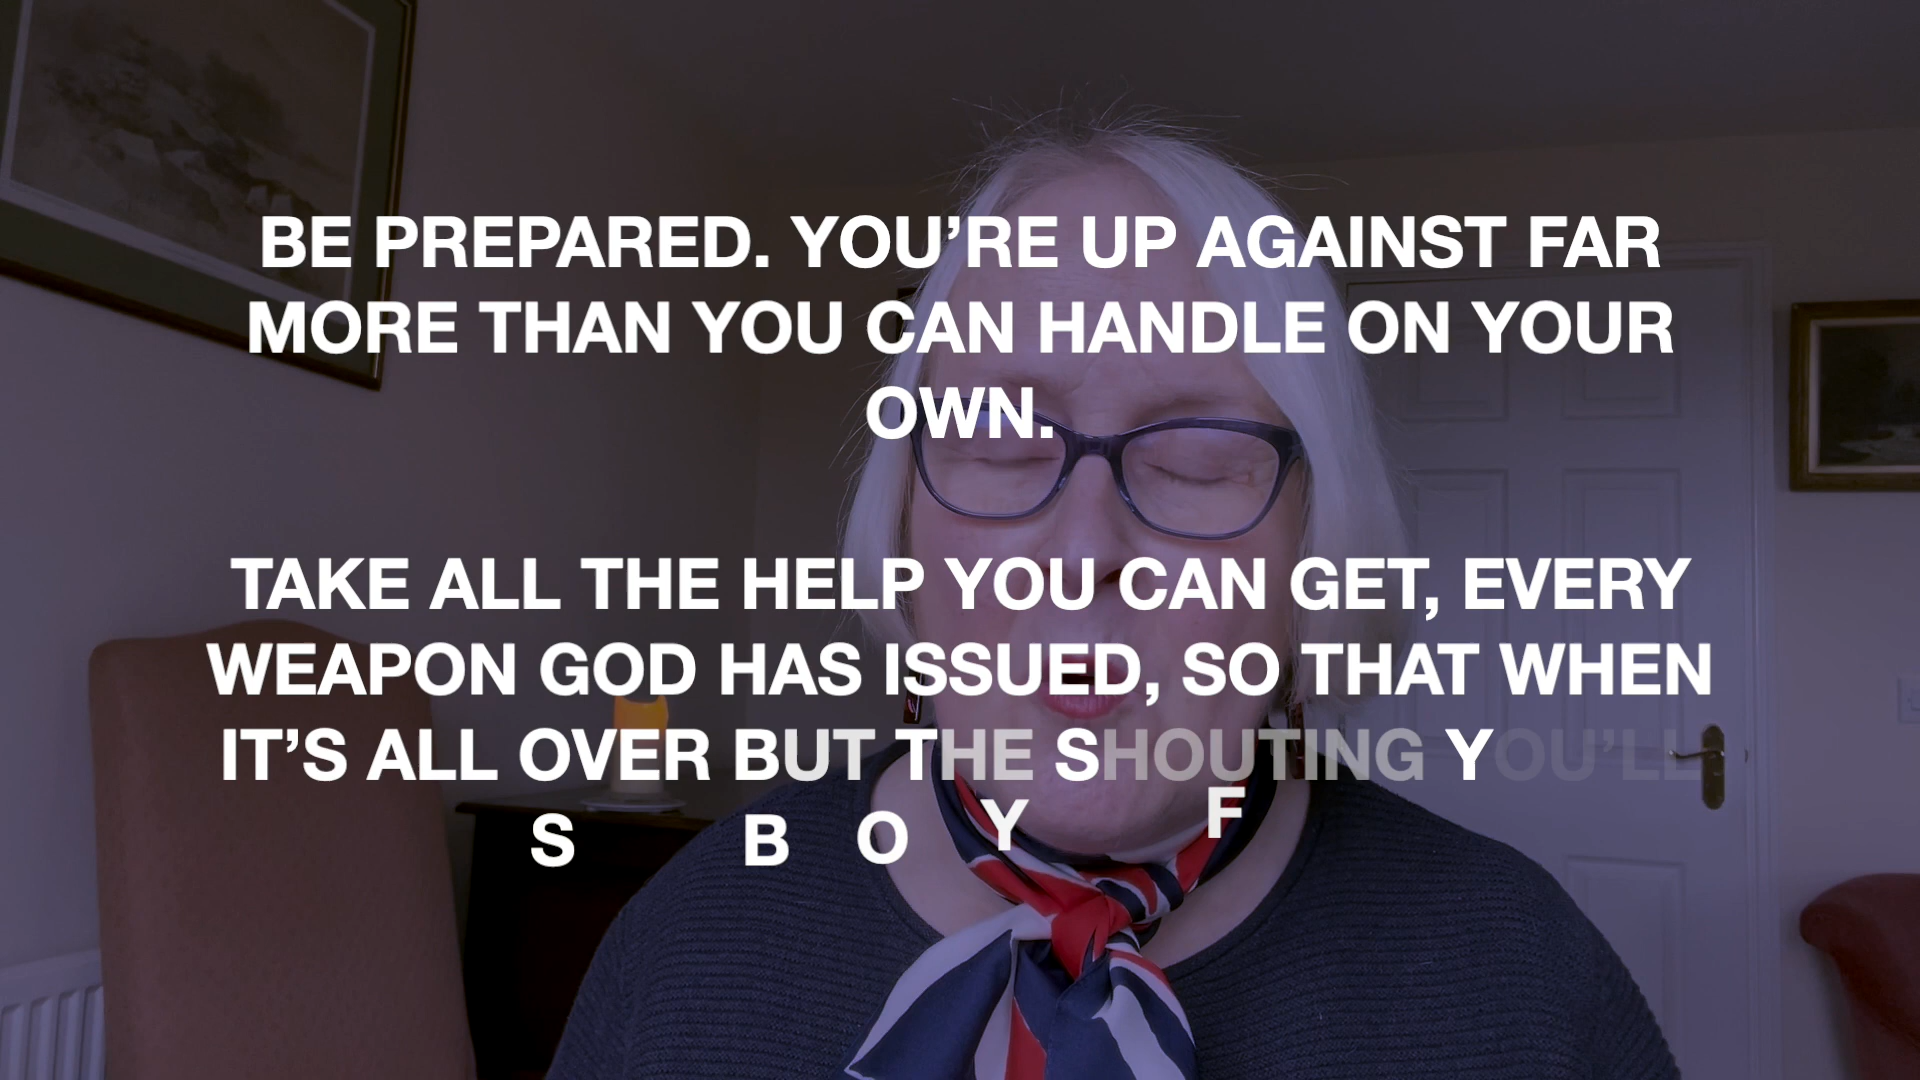 BE PREPARED. YOU’RE UP AGAINST FAR
MORE THAN YOU CAN HANDLE ON YOUR
OWN.
TAKE ALL THE HELP YOU CAN GET, EVERY
WEAPON GOD HAS ISSUED, SO THAT WHEN
IT’S ALL OVER BUT THE SHOUTING YOU’LL
S B O Y F